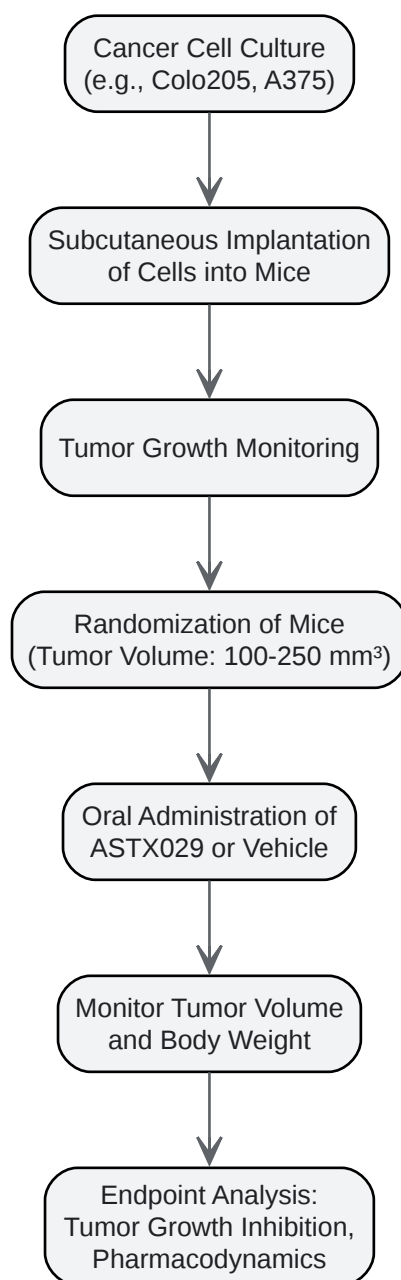 Cancer Cell Culture
(e.g., Colo205, A375)
Subcutaneous Implantation
of Cells into Mice
Tumor Growth Monitoring
Randomization of Mice
(Tumor Volume: 100-250 mm³)
Oral Administration of
ASTX029 or Vehicle
Monitor Tumor Volume
and Body Weight
Endpoint Analysis:
Tumor Growth Inhibition,
Pharmacodynamics